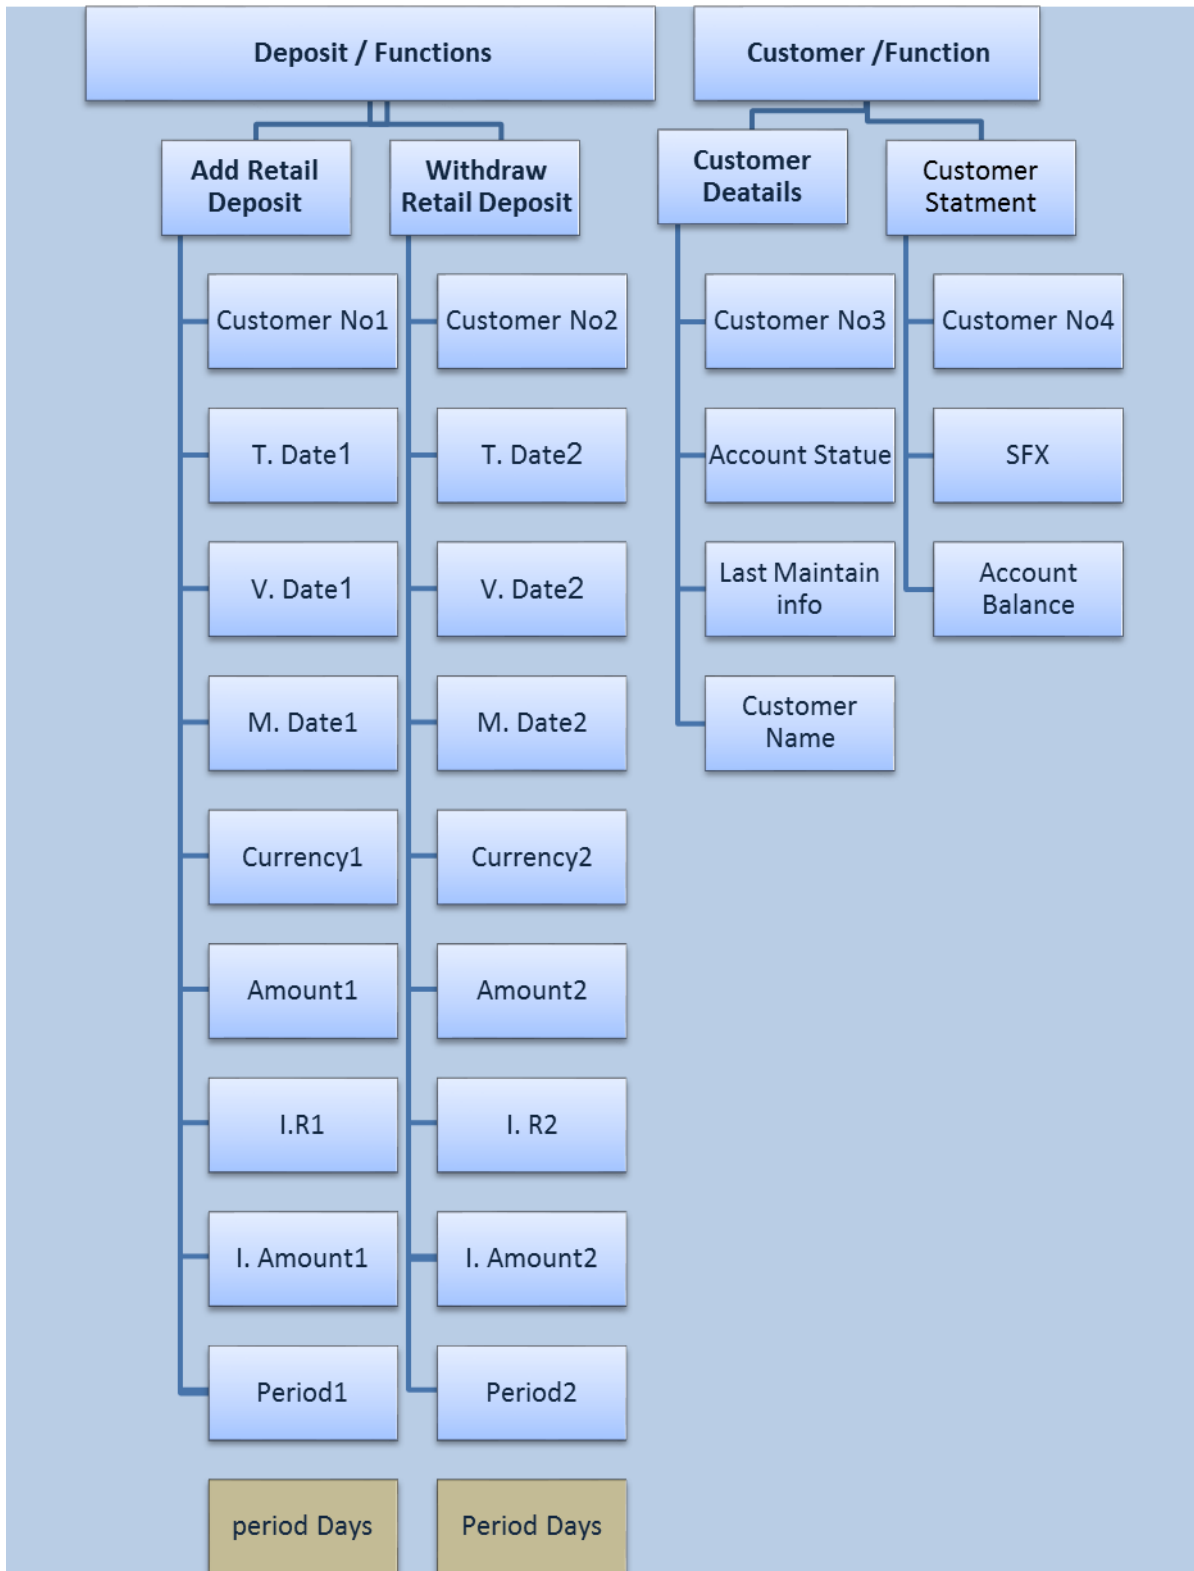 Deposit / Functions
Customer /Function
Add Retail
Deposit
Withdraw
Retail Deposit
Customer
Deatails
Customer
Statment
Customer No1
Customer No2
Customer No3
Customer No4
T. Date1
T. Date2
Account Statue
SFX
V. Date1
V. Date2
Last Maintain
info
Account
Balance
M. Date1
M. Date2
Customer
Name
Currency1
Currency2
Amount1
Amount2
I.R1
I. R2
I. Amount1
I. Amount2
Period1
Period2
period Days
Period Days